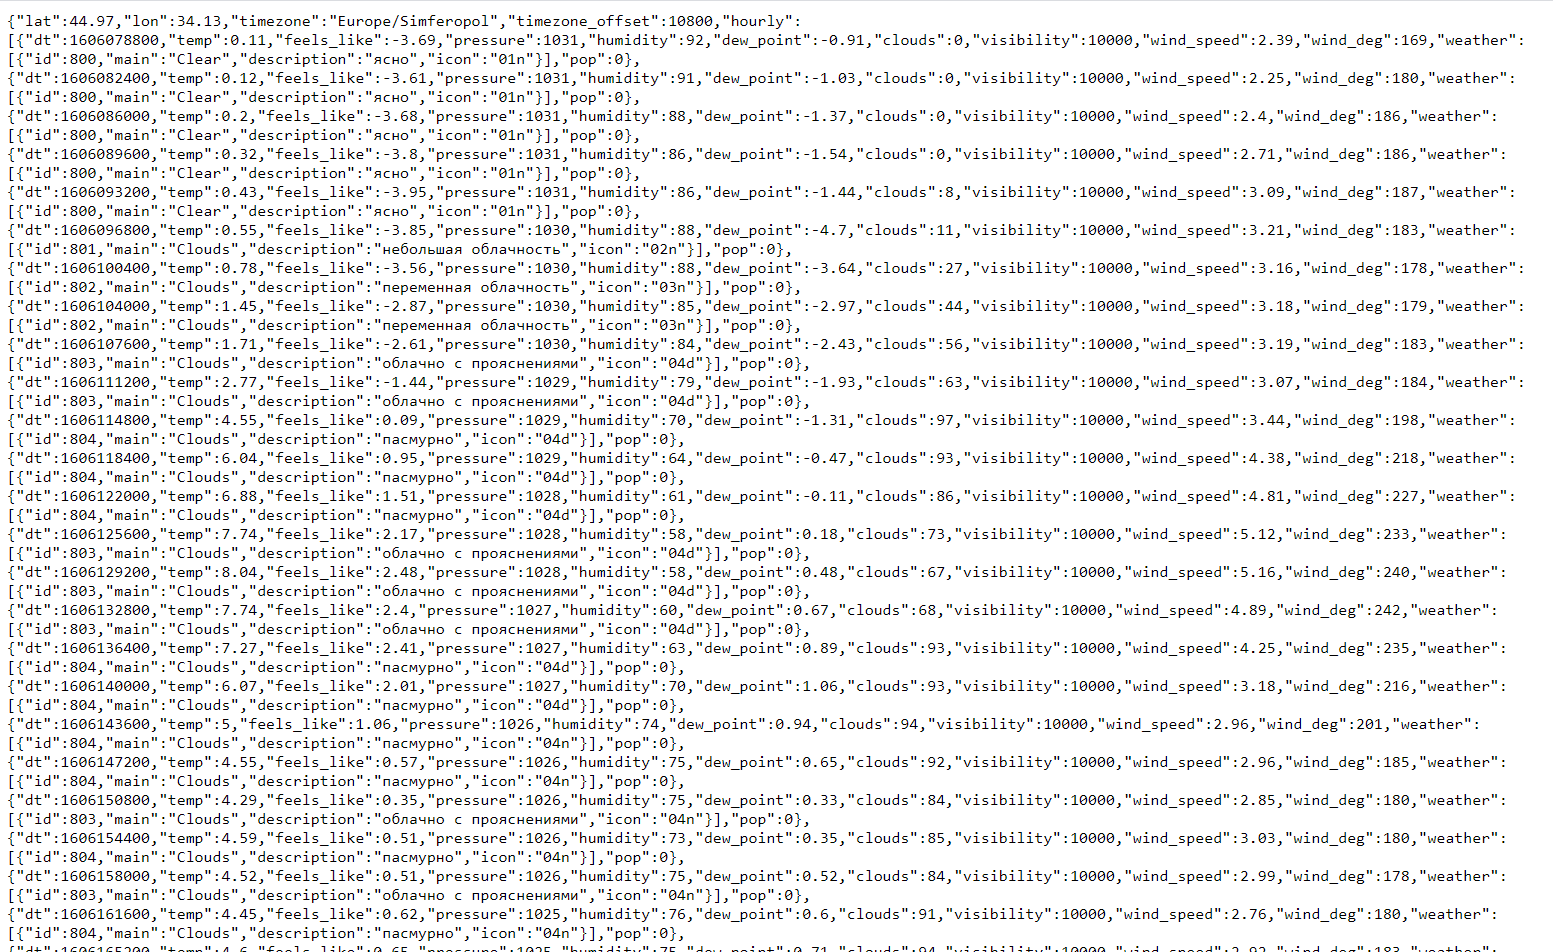 {"lat":44.97,"lon":34.13,"timezone":"Europe/Simferopol","timezone_offset":10800,"hourly":
[{"dt":1606078800,"temp":0.11,"feels_like":-3.69,"pressure":1031,"humidity":92,"dew_point":-0.91,"clouds":0,"visibility":10000,"wind_speed":2.39,"wind_deg":169,"weather":
[{"id":800,"main":"Clear","description":"ясно","icon":"01n"}],"pop":0},
{"dt":1606082400,"temp":0.12,"feels_like":-3.61,"pressure":1031,"humidity":91,"dew_point":-1.03,"clouds":0,"visibility":10000,"wind_speed":2.25,"wind_deg":180,"weather":
[{"id":800,"main":"Clear","description":"ясно","icon":"01n"}],"pop":0},
{"dt":1606086000,"temp":0.2,"feels_like":-3.68,"pressure":1031,"humidity":88,"dew_point":-1.37,"clouds":0,"visibility":10000,"wind_speed":2.4,"wind_deg":186,"weather":
[{"id":800,"main":"Clear","description":"ясно","icon":"01n"}],"pop":0},
{"dt":1606089600,"temp":0.32,"feels_like":-3.8,"pressure":1031,"humidity":86,"dew_point":-1.54,"clouds":0,"visibility":10000,"wind_speed":2.71,"wind_deg":186,"weather":
[{"id":800,"main":"Clear","description":"ясно","icon":"01n"}],"pop":0},
{"dt":1606093200,"temp":0.43,"feels_like":-3.95,"pressure":1031,"humidity":86,"dew_point":-1.44,"clouds":8,"visibility":10000,"wind_speed":3.09,"wind_deg":187,"weather":
[{"id":800,"main":"Clear","description":"ясно","icon":"01n"}],"pop":0},
{"dt":1606096800,"temp":0.55,"feels_like":-3.85,"pressure":1030,"humidity":88,"dew_point":-4.7,"clouds":11,"visibility":10000,"wind_speed":3.21,"wind_deg":183,"weather":
[{"id":801,"main":"Clouds","description":"небольшая облачность","icon":"02n"}],"pop":0},
{"dt":1606100400,"temp":0.78,"feels_like":-3.56,"pressure":1030,"humidity":88,"dew_point":-3.64,"clouds":27,"visibility":10000,"wind_speed":3.16,"wind_deg":178,"weather":
[{"id":802,"main":"Clouds","description":"переменная облачность","icon":"03n"}],"pop":0},
{"dt":1606104000,"temp":1.45,"feels_like":-2.87,"pressure":1030,"humidity":85,"dew_point":-2.97,"clouds":44,"visibility":10000,"wind_speed":3.18,"wind_deg":179,"weather":
[{"id":802,"main":"Clouds","description":"переменная облачность","icon":"03n"}],"pop":0},
{"dt":1606107600,"temp":1.71,"feels_like":-2.61,"pressure":1030,"humidity":84,"dew_point":-2.43,"clouds":56,"visibility":10000,"wind_speed":3.19,"wind_deg":183,"weather":
[{"id":803,"main":"Clouds","description":"облачно с прояснениями","icon":"04d"}],"pop":0},
{"dt":1606111200,"temp":2.77,"feels_like":-1.44,"pressure":1029,"humidity":79,"dew_point":-1.93,"clouds":63,"visibility":10000,"wind_speed":3.07,"wind_deg":184,"weather":
[{"id":803,"main":"Clouds","description":"облачно с прояснениями","icon":"04d"}],"pop":0},
{"dt":1606114800,"temp":4.55,"feels_like":0.09,"pressure":1029,"humidity":70,"dew_point":-1.31,"clouds":97,"visibility":10000,"wind_speed":3.44,"wind_deg":198,"weather":
[{"id":804,"main":"Clouds","description":"пасмурно","icon":"04d"}],"pop":0},
{"dt":1606118400,"temp":6.04,"feels_like":0.95,"pressure":1029,"humidity":64,"dew_point":-0.47,"clouds":93,"visibility":10000,"wind_speed":4.38,"wind_deg":218,"weather":
[{"id":804,"main":"Clouds","description":"пасмурно","icon":"04d"}],"pop":0},
{"dt":1606122000,"temp":6.88,"feels_like":1.51,"pressure":1028,"humidity":61,"dew_point":-0.11,"clouds":86,"visibility":10000,"wind_speed":4.81,"wind_deg":227,"weather":
[{"id":804,"main":"Clouds","description":"пасмурно","icon":"04d"}],"pop":0},
{"dt":1606125600,"temp":7.74,"feels_like":2.17,"pressure":1028,"humidity":58,"dew_point":0.18,"clouds":73,"visibility":10000,"wind_speed":5.12,"wind_deg":233,"weather":
[{"id":803,"main":"Clouds","description":"облачно с прояснениями","icon":"04d"}],"pop":0},
{"dt":1606129200,"temp":8.04,"feels_like":2.48,"pressure":1028,"humidity":58,"dew_point":0.48,"clouds":67,"visibility":10000,"wind_speed":5.16,"wind_deg":240,"weather":
[{"id":803,"main":"Clouds","description":"облачно с прояснениями","icon":"04d"}],"pop":0},
{"dt":1606132800,"temp":7.74,"feels_like":2.4,"pressure":1027,"humidity":60,"dew_point":0.67,"clouds":68,"visibility":10000,"wind_speed":4.89,"wind_deg":242,"weather":
[{"id":803,"main":"Clouds","description":"облачно с прояснениями","icon":"04d"}],"pop":0},
{"dt":1606136400,"temp":7.27,"feels_like":2.41,"pressure":1027,"humidity":63,"dew_point":0.89,"clouds":93,"visibility":10000,"wind_speed":4.25,"wind_deg":235,"weather":
[{"id":804,"main":"Clouds","description":"пасмурно","icon":"04d"}],"pop":0},
{"dt":1606140000,"temp":6.07,"feels_like":2.01,"pressure":1027,"humidity":70,"dew_point":1.06,"clouds":93,"visibility":10000,"wind_speed":3.18,"wind_deg":216,"weather":
[{"id":804,"main":"Clouds","description":"пасмурно","icon":"04d"}],"pop":0},
{"dt":1606143600,"temp":5,"feels_like":1.06,"pressure":1026,"humidity":74,"dew_point":0.94,"clouds":94,"visibility":10000,"wind_speed":2.96,"wind_deg":201,"weather":
[{"id":804,"main":"Clouds","description":"пасмурно","icon":"04n"}],"pop":0},
{"dt":1606147200,"temp":4.55,"feels_like":0.57,"pressure":1026,"humidity":75,"dew_point":0.65,"clouds":92,"visibility":10000,"wind_speed":2.96,"wind_deg":185,"weather":
[{"id":804,"main":"Clouds","description":"пасмурно","icon":"04n"}],"pop":0},
{"dt":1606150800,"temp":4.29,"feels_like":0.35,"pressure":1026,"humidity":75,"dew_point":0.33,"clouds":84,"visibility":10000,"wind_speed":2.85,"wind_deg":180,"weather":
[{"id":803,"main":"Clouds","description":"облачно с прояснениями","icon":"04n"}],"pop":0},
{"dt":1606154400,"temp":4.59,"feels_like":0.51,"pressure":1026,"humidity":73,"dew_point":0.35,"clouds":85,"visibility":10000,"wind_speed":3.03,"wind_deg":180,"weather":
[{"id":804,"main":"Clouds","description":"пасмурно","icon":"04n"}],"pop":0},
{"dt":1606158000,"temp":4.52,"feels_like":0.51,"pressure":1026,"humidity":75,"dew_point":0.52,"clouds":84,"visibility":10000,"wind_speed":2.99,"wind_deg":178,"weather":
[{"id":803,"main":"Clouds","description":"облачно с прояснениями","icon":"04n"}],"pop":0},
{"dt":1606161600,"temp":4.45,"feels_like":0.62,"pressure":1025,"humidity":76,"dew_point":0.6,"clouds":91,"visibility":10000,"wind_speed":2.76,"wind_deg":180,"weather":
[{"id":804,"main":"Clouds","description":"пасмурно","icon":"04n"}],"pop":0},